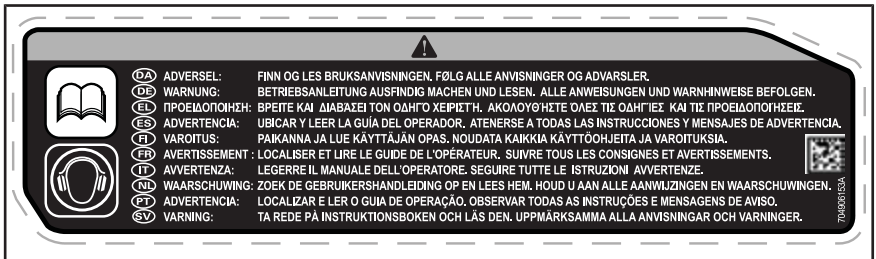 DA ADVERSEL: FINN OG LES BRUKSANVISNINGEN. FØLG ALLE ANVISNINGER OG ADVARSLER.
DE WARNUNG: BETRIEBSANLEITUNG AUSFINDIG MACHEN UND LESEN. ALLE ANWEISUNGEN UND WARNHINWEISE BEFOLGEN.
EL ΠΡΟΕΙΔΟΠΟΙΗΣΗ: ΒΡΕΙΤΕ ΚΑΙ ΔΙΑΒΑΣΕΙ ΤΟΝ ΟΔΗΓΌ ΧΕΙΡΙΣΤΉ. ΑΚΟΛΟΥΘΉΣΤΕ ΌΛΕΣ ΤΙΣ ΟΔΗΓΊΕΣ ΚΑΙ ΤΙΣ ΠΡΟΕΙΔΟΠΟΙΉΣΕΙΣ.
ES ADVERTENCIA: UBICAR Y LEER LA GUÍA DEL OPERADOR. ATENERSE A TODAS LAS INSTRUCCIONES Y MENSAJES DE ADVERTENCIA.
FI VAROITUS: PAIKANNA JA LUE KÄYTTÄJÄN OPAS. NOUDATA KAIKKIA KÄYTTÖOHJEITA JA VAROITUKSIA.
FR AVERTISSEMENT : LOCALISER ET LIRE LE GUIDE DE L'OPÉRATEUR. SUIVRE TOUS LES CONSIGNES ET AVERTISSEMENTS.
IT AVVERTENZA: LEGERRE IL MANUALE DELL'OPERATORE. SEGUIRE TUTTE LE ISTRUZIONI AVVERTENZE.
NL WAARSCHUWING: ZOEK DE GEBRUIKERSHANDLEIDING OP EN LEES HEM. HOUD U AAN ALLE AANWIJZINGEN EN WAARSCHUWINGEN.
PT ADVERTENCIA: LOCALIZAR E LER O GUIA DE OPERAÇÃO. OBSERVAR TODAS AS INSTRUÇÕES E MENSAGENS DE AVISO.
SV VARNING: TA REDE PÅ INSTRUKTIONSBOKEN OCH LÄS DEN. UPPMÄRKSAMMA ALLA ANVISNINGAR OCH VARNINGER.
704906153A